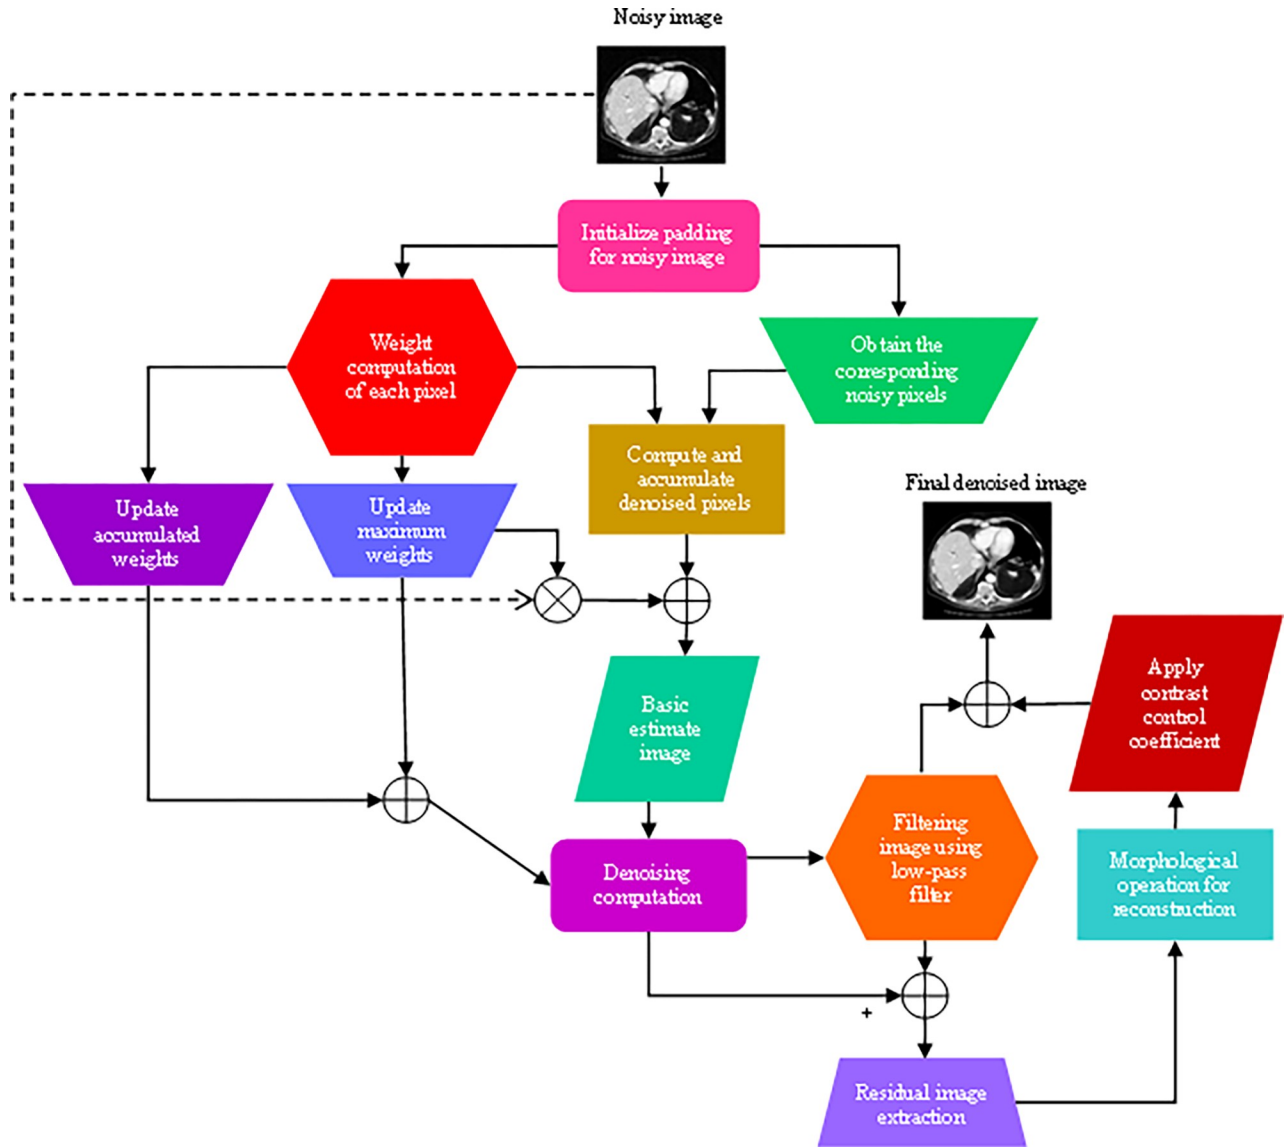 Noisy image
Initialize padding
for noisy image
Weight
computation
of each pixel
Obtain the
corresponding
noisy pixels
Compute and
accumulate
denoised pixels
Update
accumulated
weights
Update
maximum
weights
Final denoised image
Basic
estimate
image
Apply
contrast
control
coefficient
Denoising
computation
Filtering
image using
low-pass
filter
Morphological
operation for
reconstruction
+
Residual image
extraction